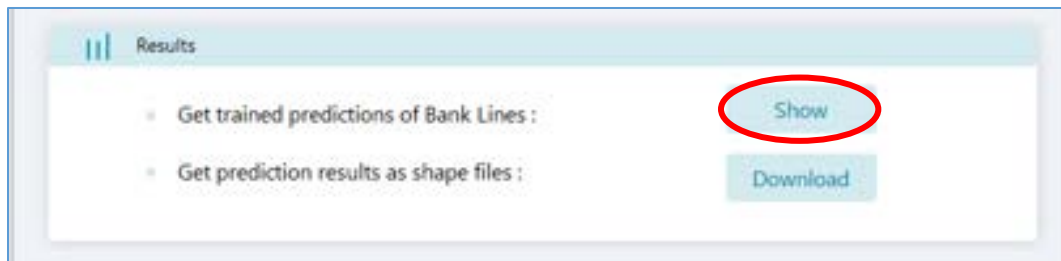 Results
Get trained predictions of Bank Lines : Show
Get prediction results as shape files : Download